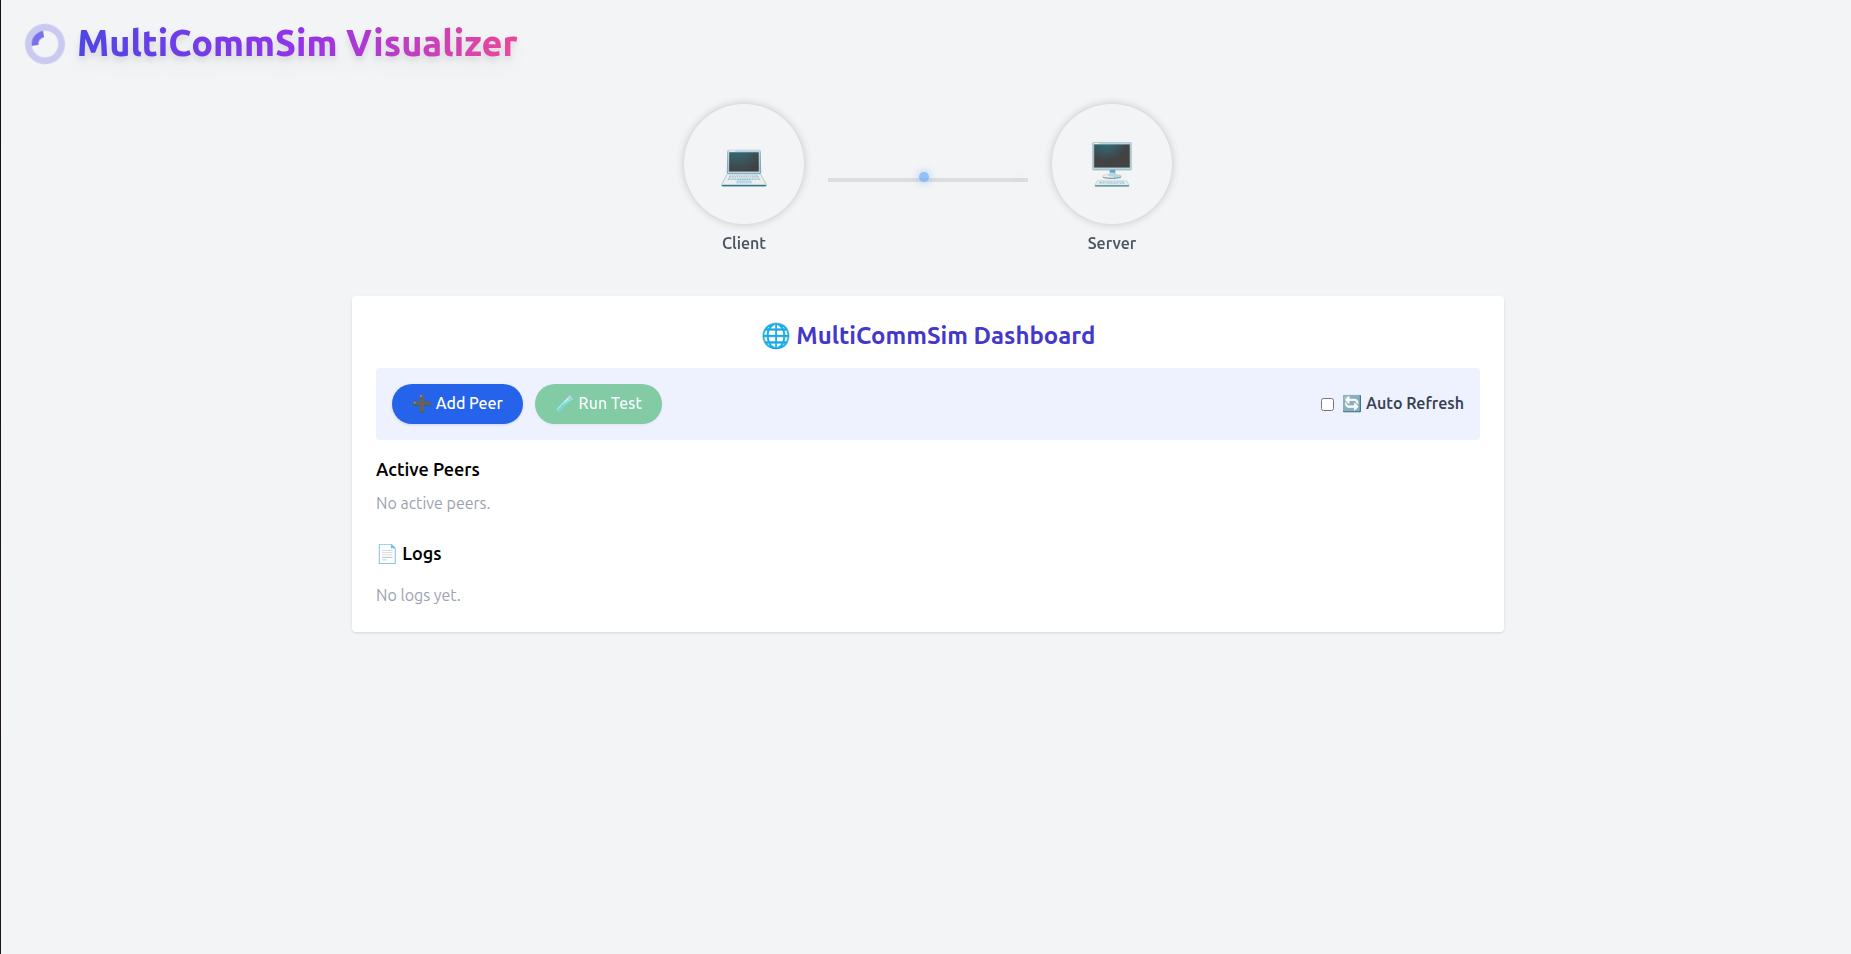 MultiCommSim Visualizer
Client
Server
🌐 MultiCommSim Dashboard
➕ Add Peer
🧪 Run Test
🔄 Auto Refresh
Active Peers
No active peers.
📄 Logs
No logs yet.